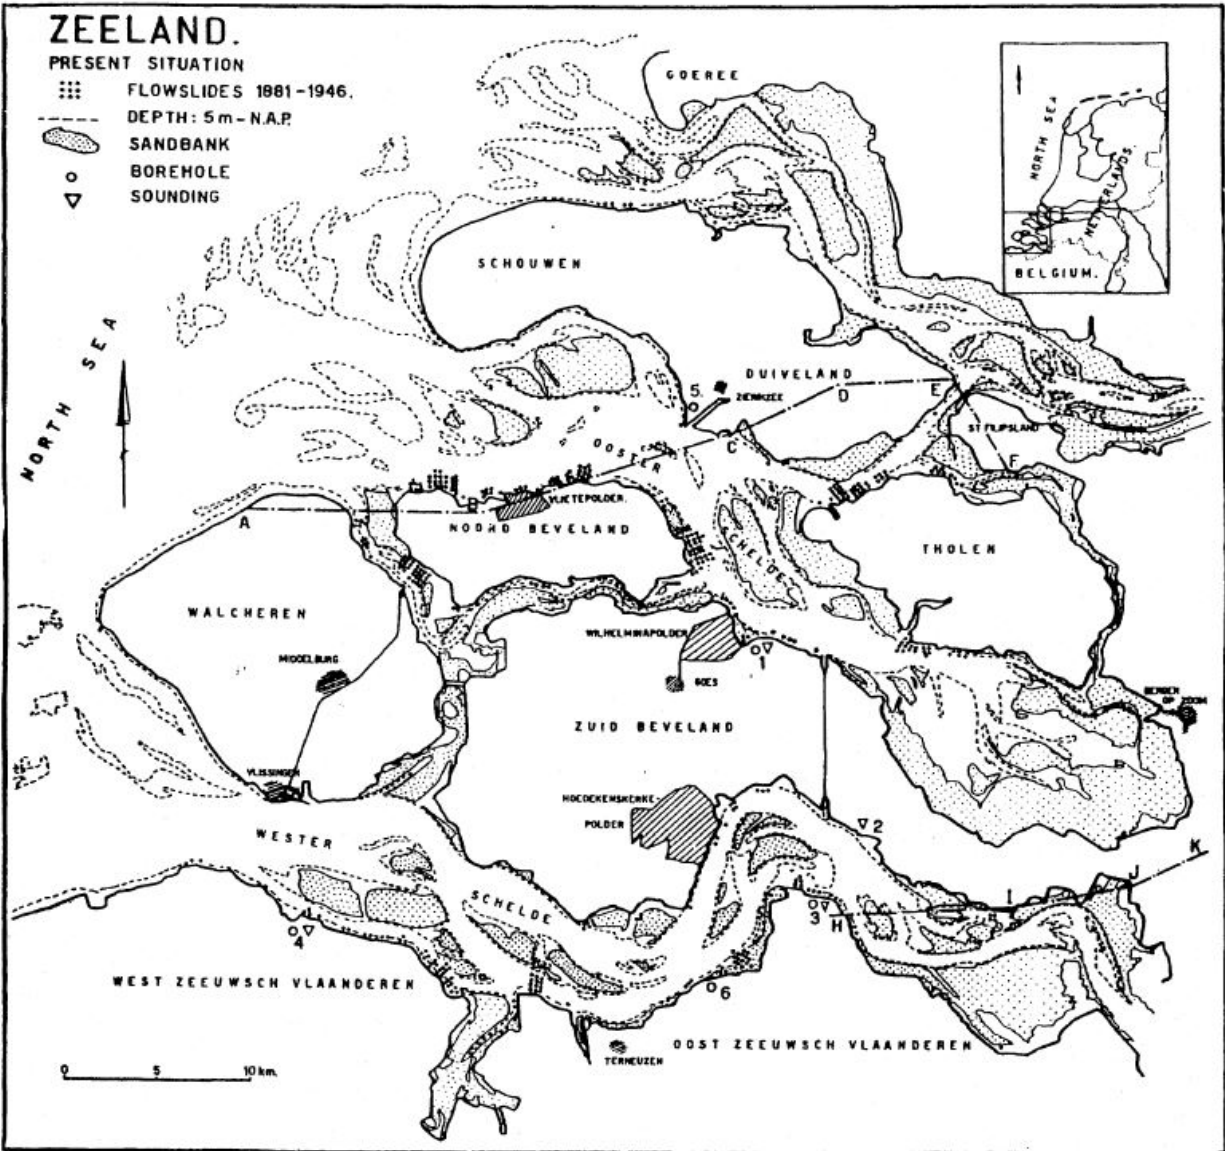 ZEELAND.
PRESENT SITUATION
FLOWSLIDES 1881-1946.
DEPTH: 5m-N.A.P.
SANDBANK
BOREHOLE
SOUNDING
GOEREE
NORTH SEA
NETHERLANDS
BELGIUM.
SCHOUWEN
NORTH SEA
DUIVELAND
5.
ZIERIKZEE
D
E
ST FILIPSLAND
OOSTER
C
F
VLIETEPOLDER.
A
B
NOORD BEVELAND
SCHELDE
THOLEN
WALCHEREN
WILHELMINAPOLDER
1
MIDDELBURG
GOES
BERGEN
OP ZOOM
ZUID BEVELAND
VLISSINGEN
HOEDEKENSKERKE-
POLDER
2
WESTER
K
J
SCHELDE
I
3
H
4
WEST ZEEUWSCH VLAANDEREN
6
OOST ZEEUWSCH VLAANDEREN
TERNEUZEN
0 5 10 km.